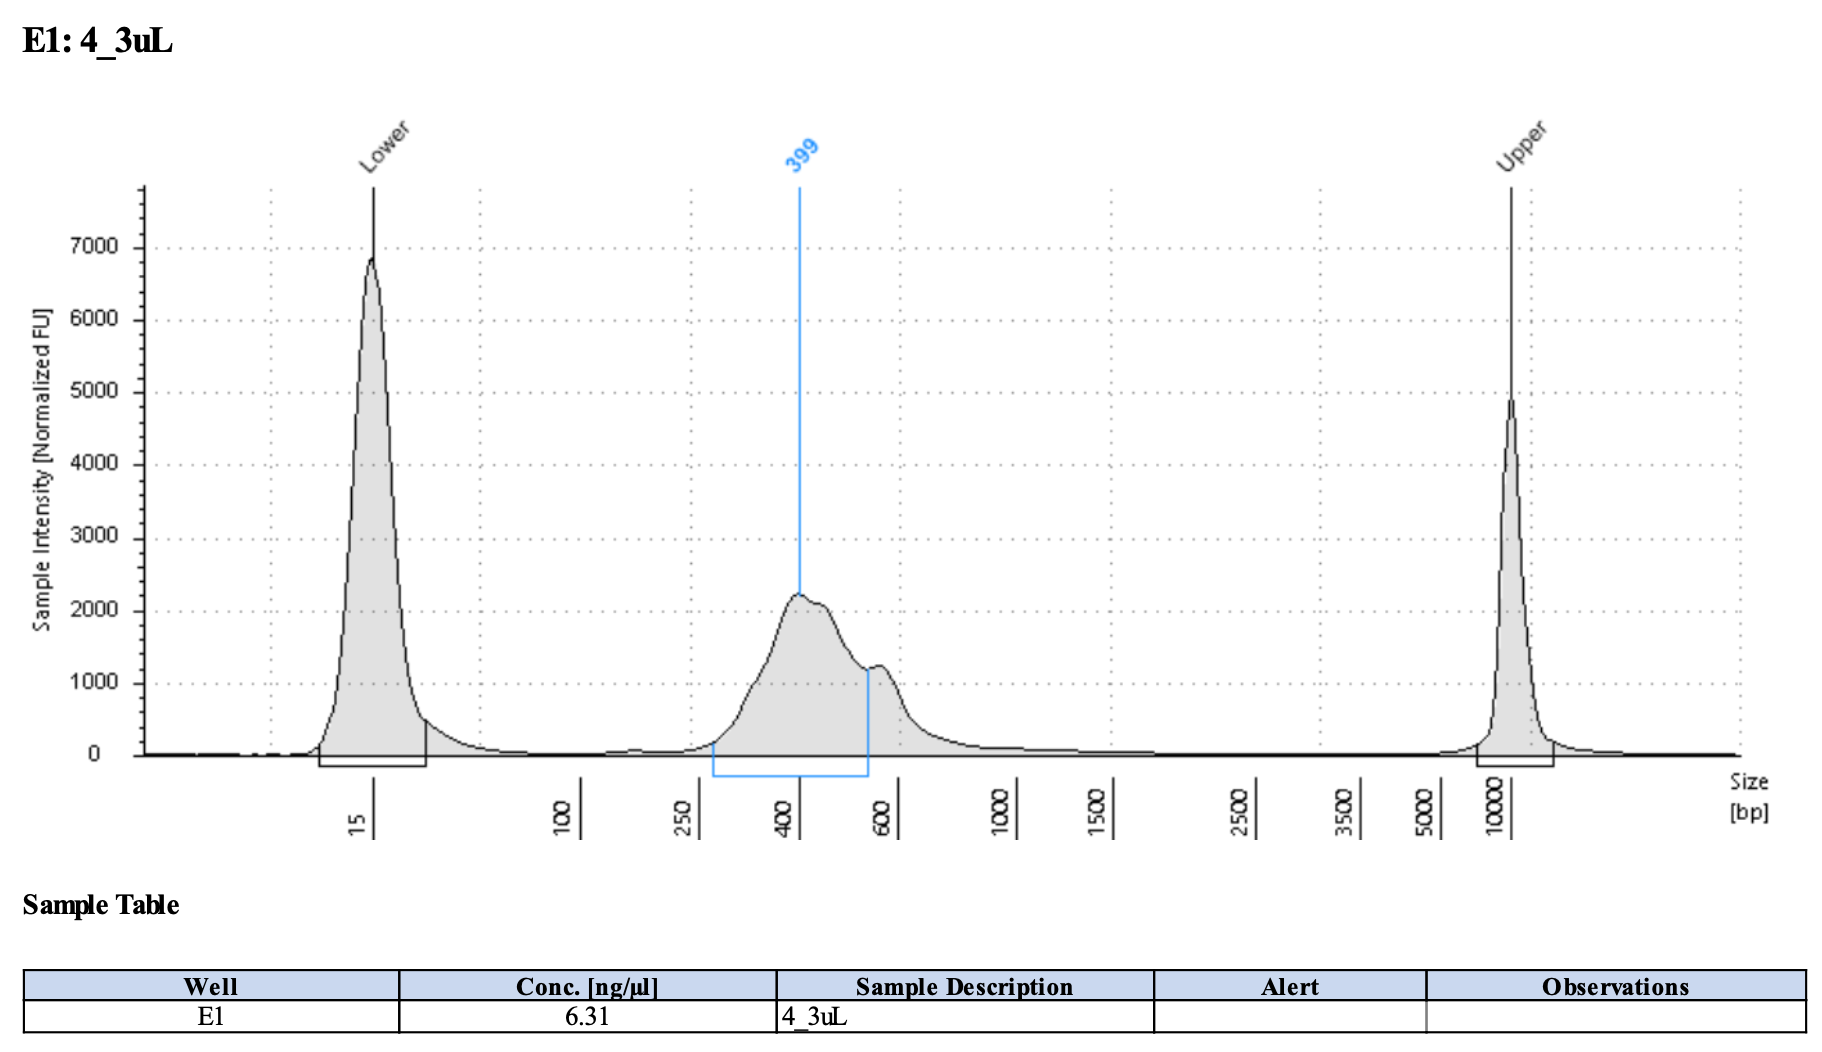 E1: 4_3uL
Lower
399
Upper
Sample Intensity [Normalized FU]
7000
6000
5000
4000
3000
2000
1000
0
15
100
250
400
600
1000
1500
2500
3500
5000
10000
Size
[bp]
Sample Table
Well Conc. [ng/µl] Sample Description Alert Observations
E1 6.31 4_3uL